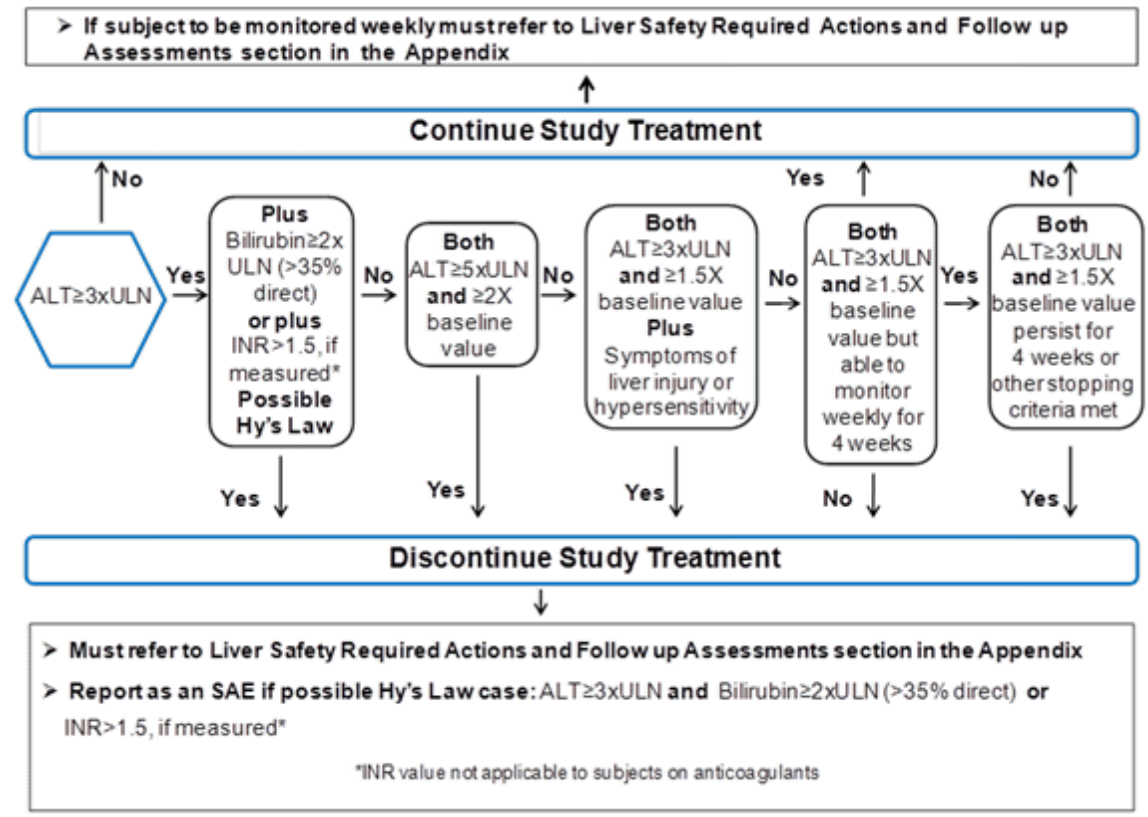 ➢ If subject to be monitored weekly must refer to Liver Safety Required Actions and Follow up
Assessments section in the Appendix
Continue Study Treatment
No
Yes
No
ALT≥3xULN
Yes
Plus
Bilirubin≥2x
ULN (>35%
direct)
or plus
INR>1.5, if
measured*
Possible
Hy's Law
No
Both
ALT≥5xULN
and ≥2X
baseline
value
No
Both
ALT≥3xULN
and ≥1.5X
baseline value
Plus
Symptoms of
liver injury or
hypersensitivity
No
Both
ALT≥3xULN
and ≥1.5X
baseline
value but
able to
monitor
weekly for
4 weeks
Yes
Both
ALT≥3xULN
and ≥1.5X
baseline value
persist for
4 weeks or
other stopping
criteria met
Yes
Yes
Yes
No
Yes
Discontinue Study Treatment
➢ Must refer to Liver Safety Required Actions and Follow up Assessments section in the Appendix
➢ Report as an SAE if possible Hy's Law case: ALT≥3xULN and Bilirubin≥2xULN (>35% direct) or
INR>1.5, if measured*
*INR value not applicable to subjects on anticoagulants